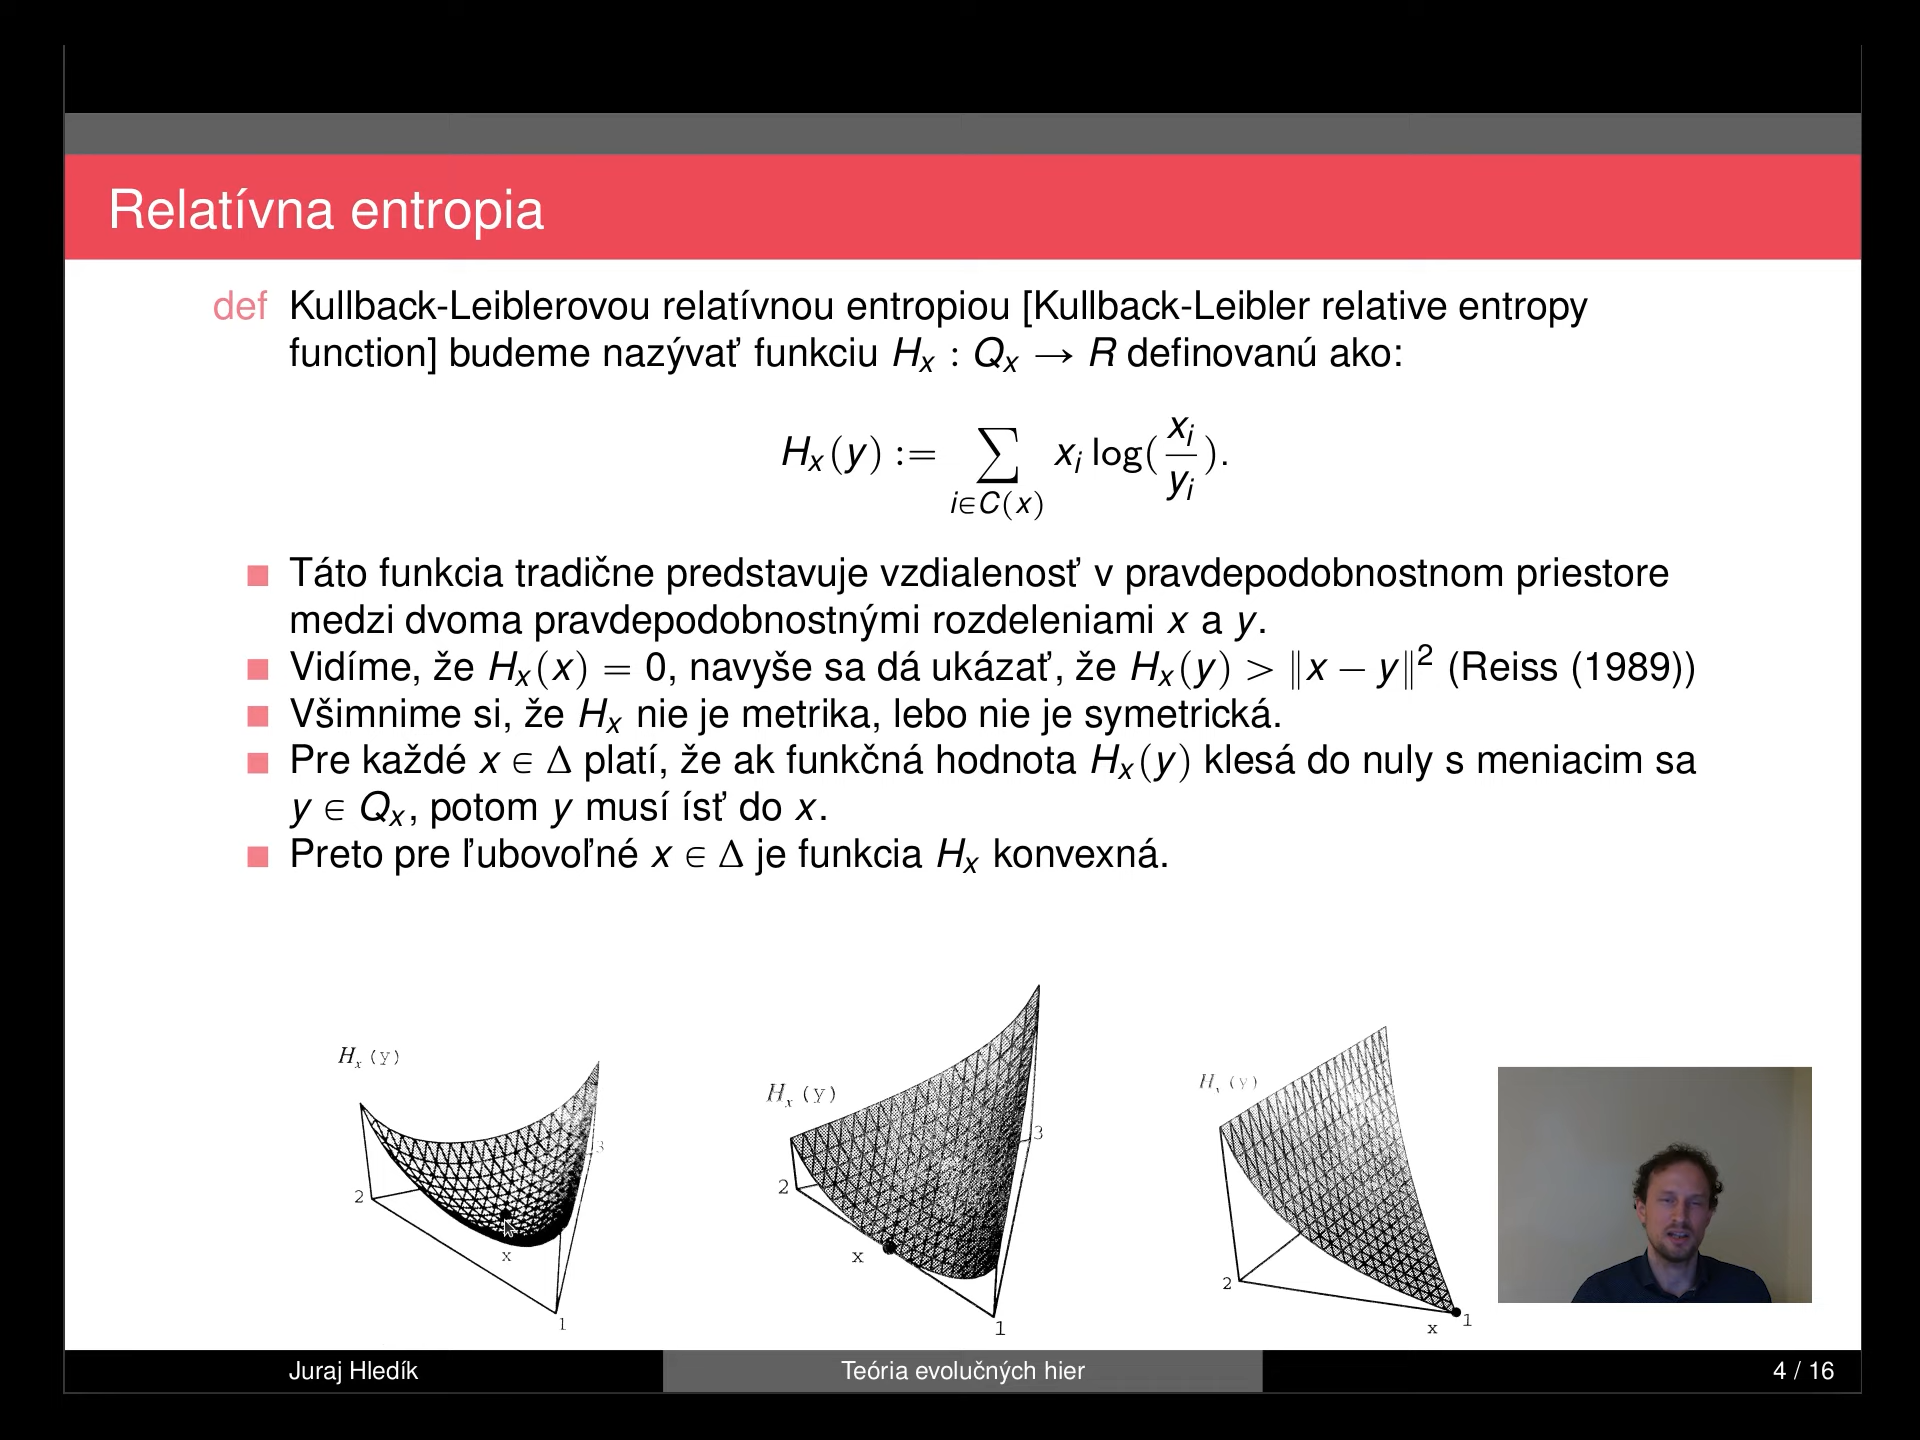 Relatívna entropia
def Kullback-Leiblerovou relatívnou entropiou [Kullback-Leibler relative entropy
function] budeme nazývať funkciu Hₓ : Qₓ → R definovanú ako:
Hₓ(y) := ∑_{i∈C(x)} xᵢ log(xᵢ/yᵢ).
Táto funkcia tradične predstavuje vzdialenosť v pravdepodobnostnom priestore
medzi dvoma pravdepodobnostnými rozdeleniami x a y.
Vidíme, že Hₓ(x) = 0, navyše sa dá ukázať, že Hₓ(y) > ‖x − y‖² (Reiss (1989))
Všimnime si, že Hₓ nie je metrika, lebo nie je symetrická.
Pre každé x ∈ Δ platí, že ak funkčná hodnota Hₓ(y) klesá do nuly s meniacim sa
y ∈ Qₓ, potom y musí ísť do x.
Preto pre ľubovoľné x ∈ Δ je funkcia Hₓ konvexná.
Hₓ (y)
3
2
x
1
Hₓ (y)
3
2
x
1
Hₓ (y)
2
x
1
Juraj Hledík
Teória evolučných hier
4 / 16